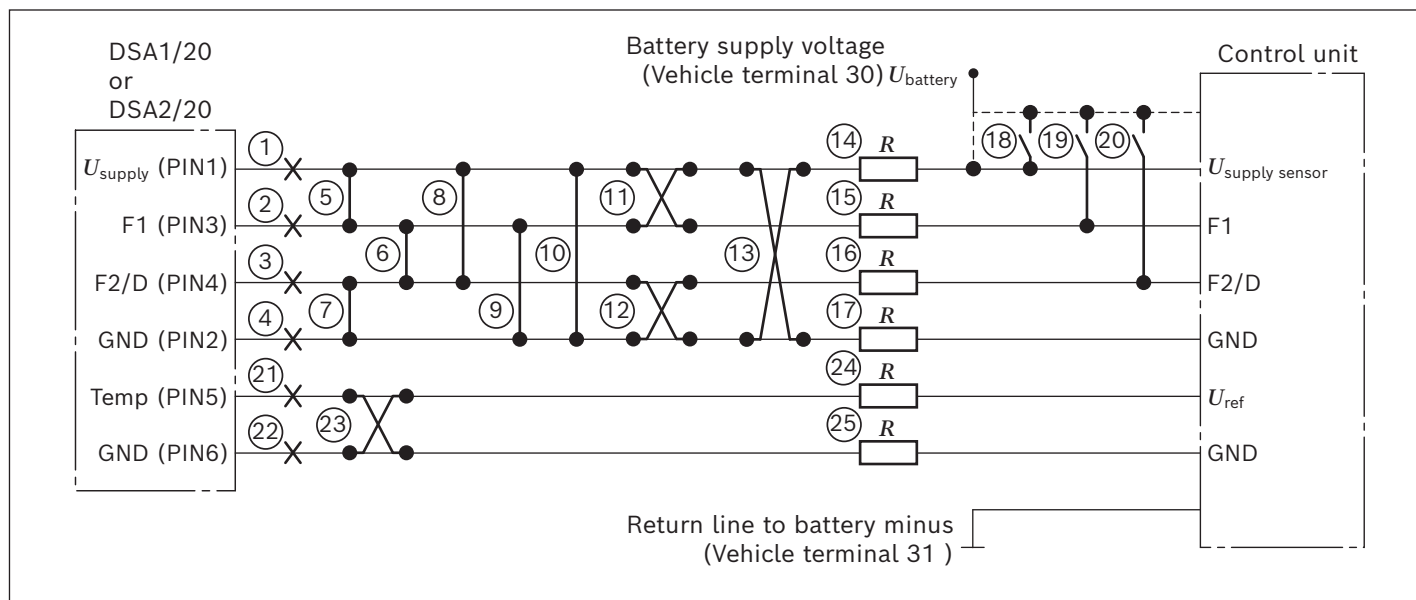 DSA1/20
or
DSA2/20
Battery supply voltage
(Vehicle terminal 30) Ubattery
Control unit
Usupply (PIN1)
F1 (PIN3)
F2/D (PIN4)
GND (PIN2)
Temp (PIN5)
GND (PIN6)
1
2
3
4
21
22
5
6
7
8
9
10
11
12
13
23
14 R
15 R
16 R
17 R
24 R
25 R
18 19 20
Usupply sensor
F1
F2/D
GND
Uref
GND
Return line to battery minus
(Vehicle terminal 31 )